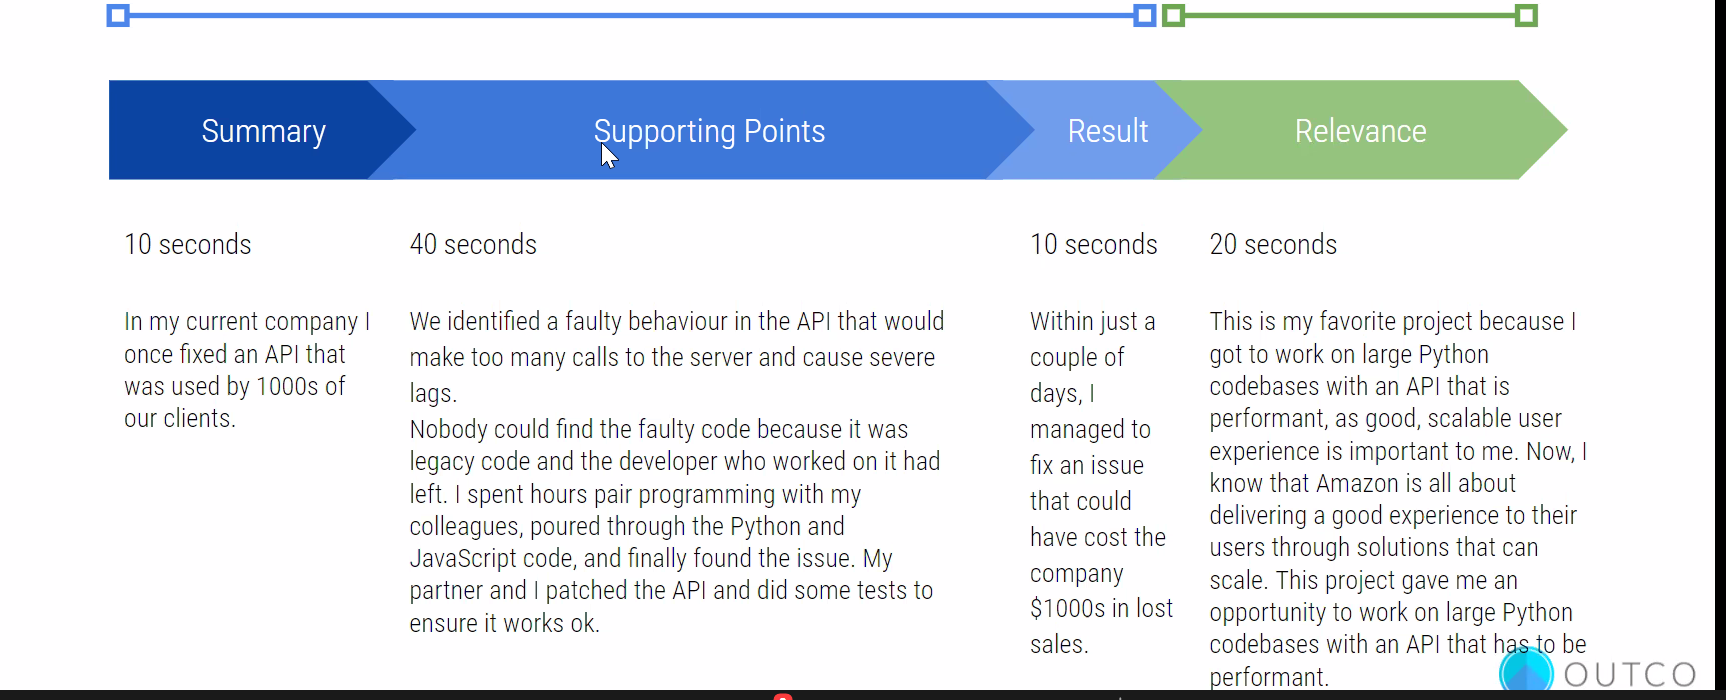 Summary
Supporting Points
Result
Relevance
10 seconds
In my current company I
once fixed an API that
was used by 1000s of
our clients.
40 seconds
We identified a faulty behaviour in the API that would
make too many calls to the server and cause severe
lags.
Nobody could find the faulty code because it was
legacy code and the developer who worked on it had
left. I spent hours pair programming with my
colleagues, poured through the Python and
JavaScript code, and finally found the issue. My
partner and I patched the API and did some tests to
ensure it works ok.
10 seconds
Within just a
couple of
days, I
managed to
fix an issue
that could
have cost the
company
$1000s in lost
sales.
20 seconds
This is my favorite project because I
got to work on large Python
codebases with an API that is
performant, as good, scalable user
experience is important to me. Now, I
know that Amazon is all about
delivering a good experience to their
users through solutions that can
scale. This project gave me an
opportunity to work on large Python
codebases with an API that has to be
performant.
OUTCO